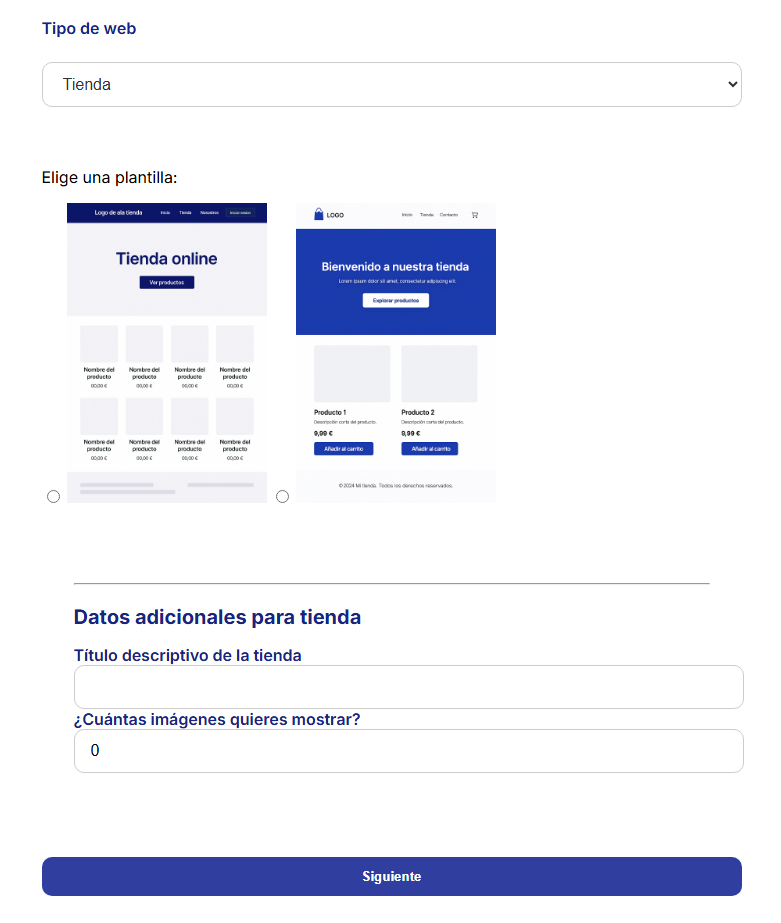 Tipo de web
Tienda
Elige una plantilla:
Logo de ala tienda Inicio Tienda Nosotros
Tienda online
Ver productos
Nombre del producto Nombre del producto Nombre del producto Nombre del producto
00,00 € 00,00 € 00,00 € 00,00 €
Nombre del producto Nombre del producto Nombre del producto Nombre del producto
00,00 € 00,00 € 00,00 € 00,00 €
LOGO Inicio Tienda Contacto
Bienvenido a nuestra tienda
Lorem ipsum dolor sit amet, consectetur adipiscing elit.
Explorar productos
Producto 1 Producto 2
Descripción corta del producto. Descripción corta del producto.
9,99 € 9,99 €
Añadir al carrito Añadir al carrito
© 2024 Mi tienda. Todos los derechos reservados.
Datos adicionales para tienda
Título descriptivo de la tienda
¿Cuántas imágenes quieres mostrar?
0
Siguiente